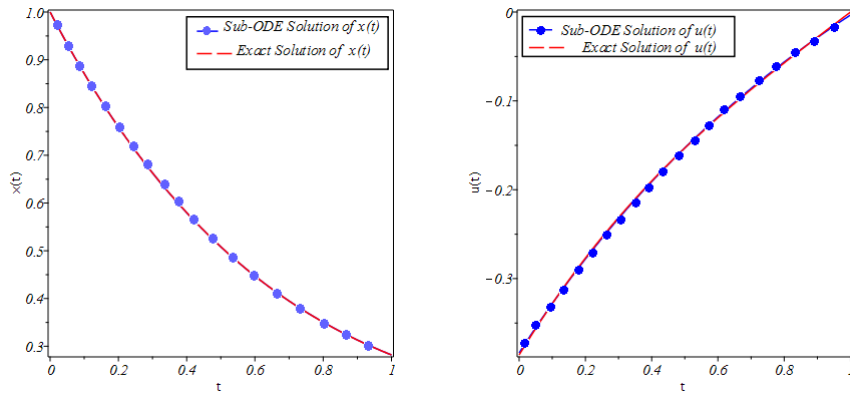 Sub-ODE Solution of x(t)
Exact Solution of x(t)
1.0
0.9
0.8
0.7
0.6
0.5
0.4
0.3
x(t)
0 0.2 0.4 0.6 0.8 1
t
Sub-ODE Solution of u(t)
Exact Solution of u(t)
0
-0.1
-0.2
-0.3
u(t)
0 0.2 0.4 0.6 0.8 1
t